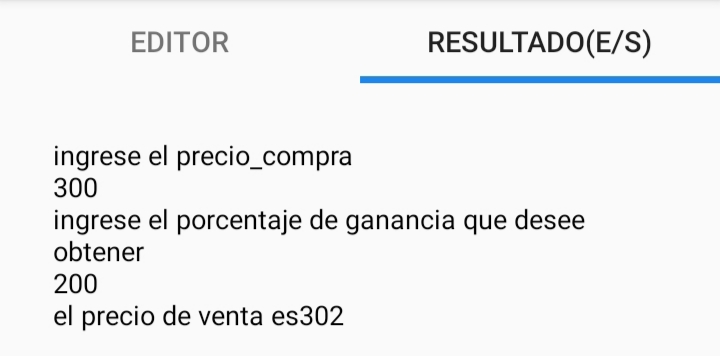 EDITOR RESULTADO(E/S)
ingrese el precio_compra
300
ingrese el porcentaje de ganancia que desee
obtener
200
el precio de venta es302